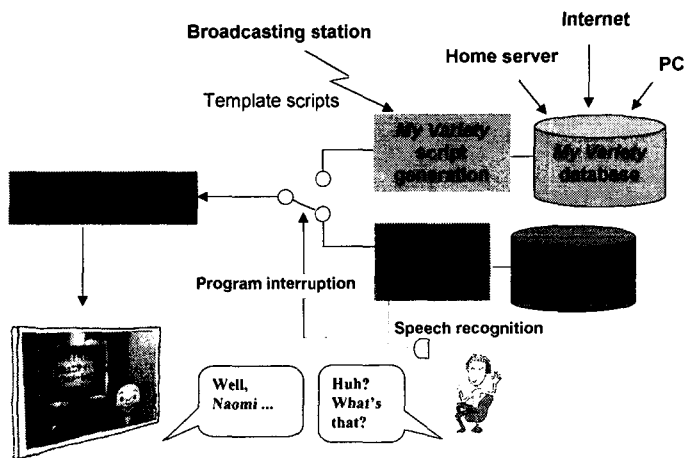 Internet
Broadcasting station
Home server
PC
Template scripts
My Variety
script
generation
My Variety
database
Program interruption
Speech recognition
Well,
Naomi ...
Huh?
What's
that?